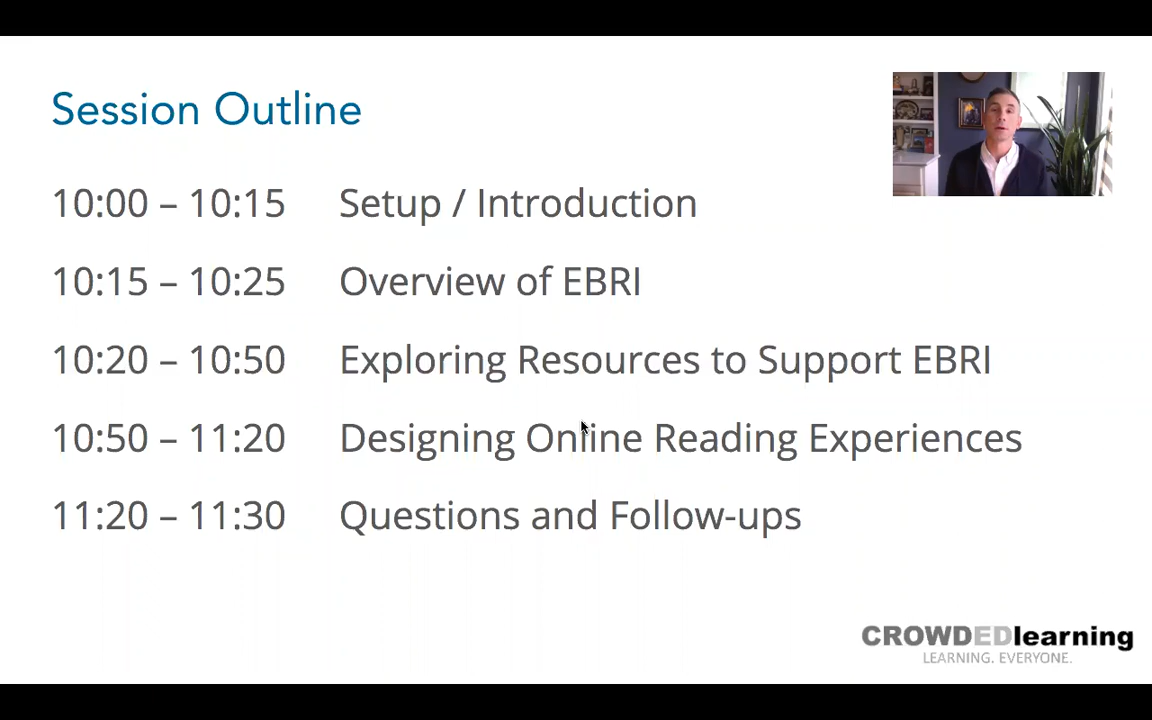 Session Outline
10:00 – 10:15 Setup / Introduction
10:15 – 10:25 Overview of EBRI
10:20 – 10:50 Exploring Resources to Support EBRI
10:50 – 11:20 Designing Online Reading Experiences
11:20 – 11:30 Questions and Follow-ups
CROWDEDlearning
LEARNING. EVERYONE.